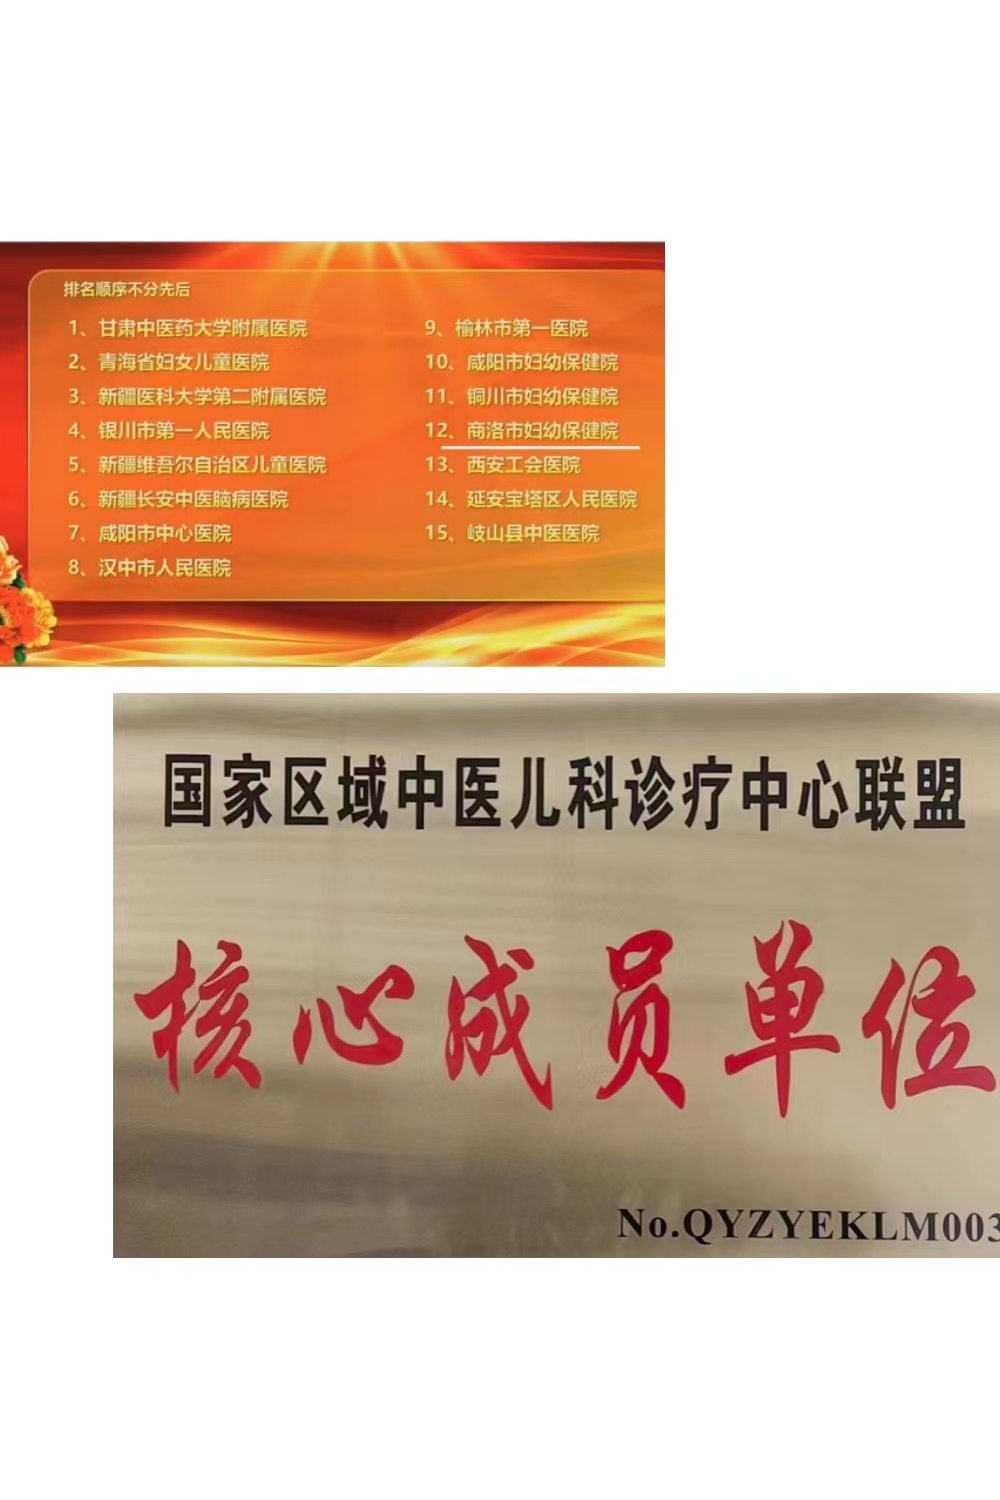 排名顺序不分先后
1、甘肃中医药大学附属医院
2、青海省妇女儿童医院
3、新疆医科大学第二附属医院
4、银川市第一人民医院
5、新疆维吾尔自治区儿童医院
6、新疆长安中医脑病医院
7、咸阳市中心医院
8、汉中市人民医院
9、榆林市第一医院
10、咸阳市妇幼保健院
11、铜川市妇幼保健院
12、商洛市妇幼保健院
13、西安工会医院
14、延安宝塔区人民医院
15、岐山县中医医院
国家区域中医儿科诊疗中心联盟
核心成员单位
No.QYZYEKLM003